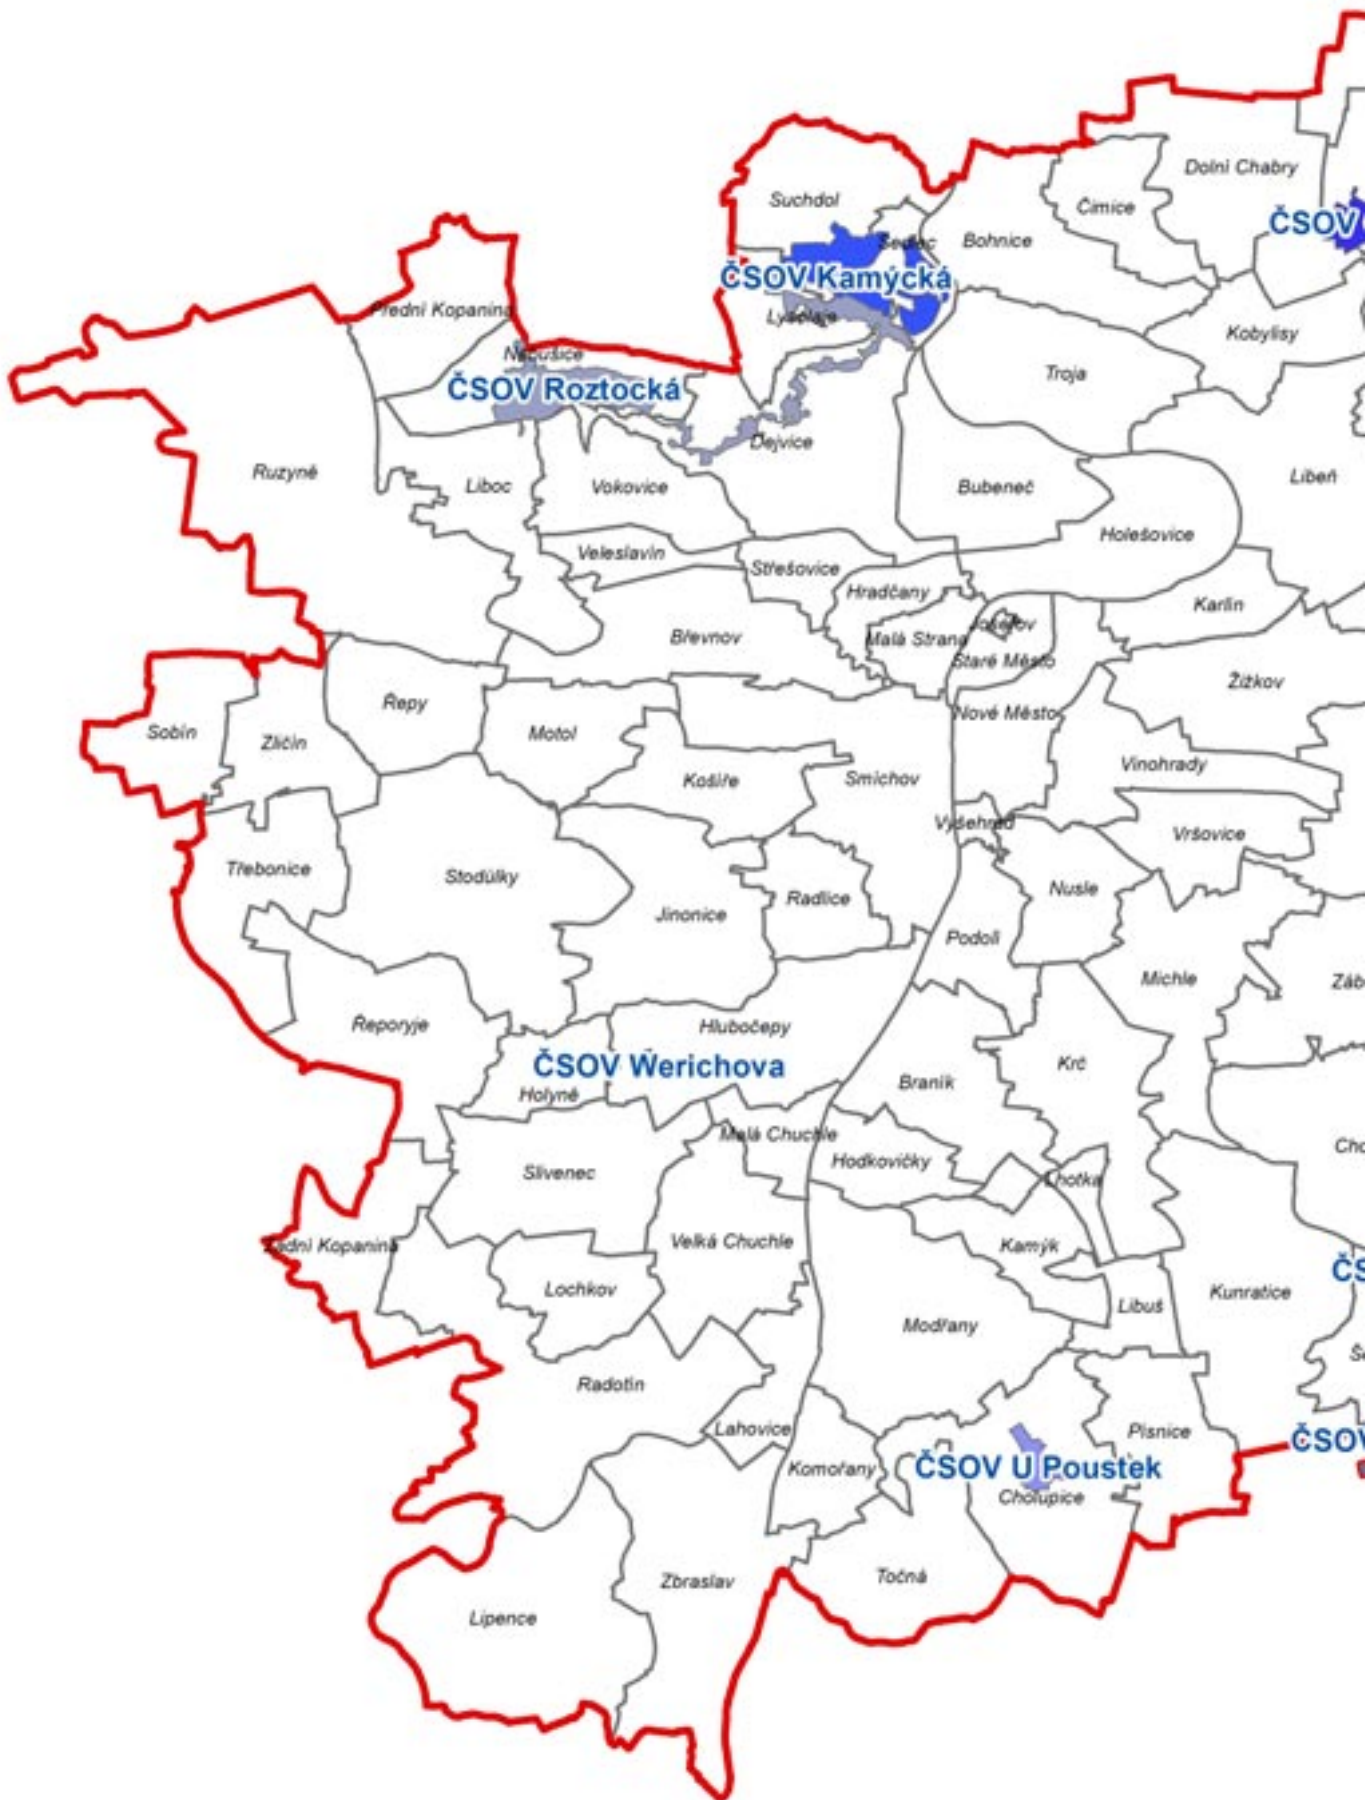 Dolní Chabry
Suchdol
Čimice
ČSOV
Sedlec
Bohnice
ČSOV Kamýcká
Přední Kopanina
Lysolaje
Kobylisy
Nebušice
Troja
ČSOV Roztocká
Dejvice
Ruzyně
Liboc
Vokovice
Bubeneč
Libeň
Holešovice
Veleslavín
Střešovice
Hradčany
Karlín
Josefov
Břevnov
Malá Strana
Staré Město
Žižkov
Řepy
Nové Město
Sobín
Motol
Zličín
Vinohrady
Košíře
Smíchov
Vyšehrad
Vršovice
Třebonice
Stodůlky
Nusle
Radlice
Jinonice
Podolí
Michle
Záb
Řeporyje
Hlubočepy
ČSOV Werichova
Krč
Braník
Holyně
Malá Chuchle
Cho
Hodkovičky
Slivenec
Lhotka
Velká Chuchle
Zadní Kopanina
Kamýk
ČS
Lochkov
Kunratice
Libuš
Modřany
Radotín
Lahovice
Písnice
ČSOV
Komořany
ČSOV U Poustek
Cholupice
Točná
Zbraslav
Lipence